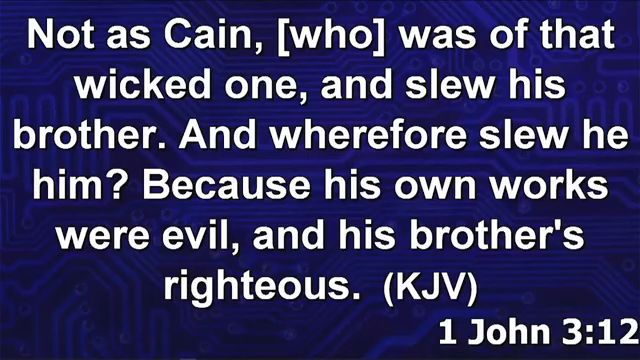 Not as Cain, [who] was of that
wicked one, and slew his
brother. And wherefore slew he
him? Because his own works
were evil, and his brother's
righteous. (KJV)
1 John 3:12